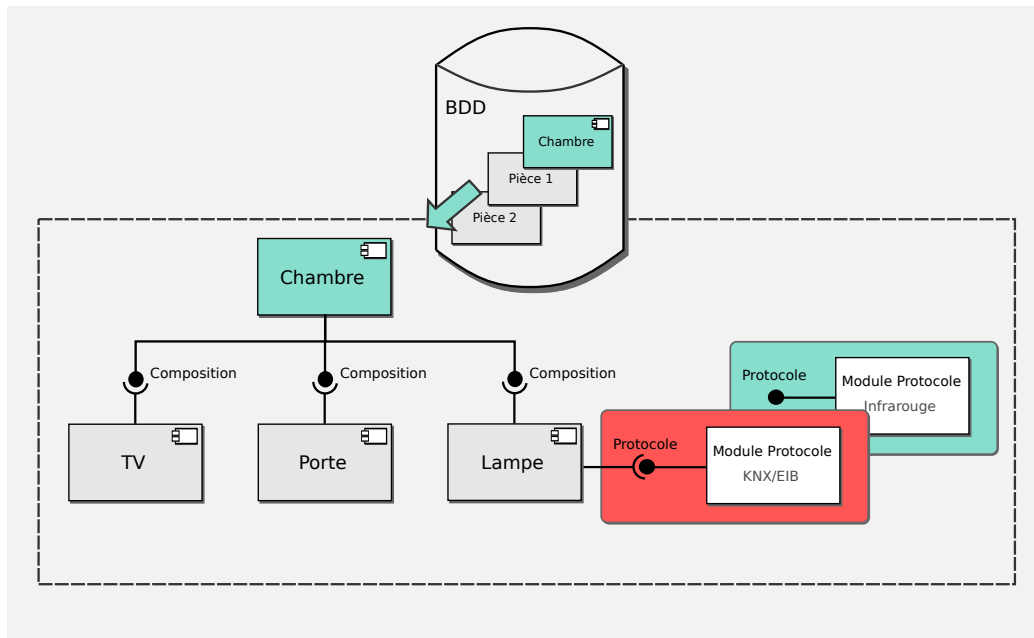 BDD
Chambre
Pièce 1
Pièce 2
Chambre
Composition
Composition
Composition
TV
Porte
Lampe
Protocole
Module Protocole
Infrarouge
Protocole
Module Protocole
KNX/EIB